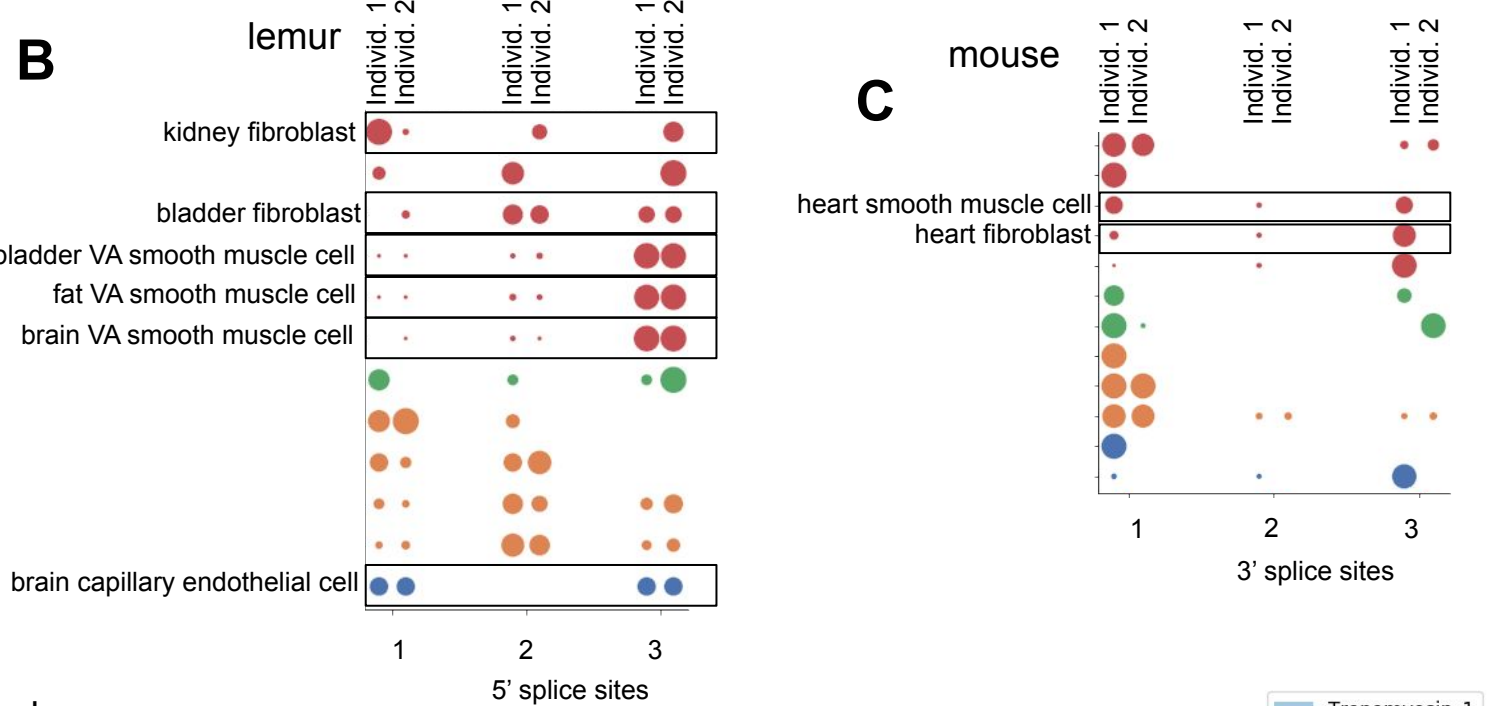 B
lemur
Individ. 1
Individ. 2
Individ. 1
Individ. 2
Individ. 1
Individ. 2
kidney fibroblast
bladder fibroblast
bladder VA smooth muscle cell
fat VA smooth muscle cell
brain VA smooth muscle cell
brain capillary endothelial cell
1
2
3
5’ splice sites
C
mouse
Individ. 1
Individ. 2
Individ. 1
Individ. 2
Individ. 1
Individ. 2
heart smooth muscle cell
heart fibroblast
1
2
3
3’ splice sites